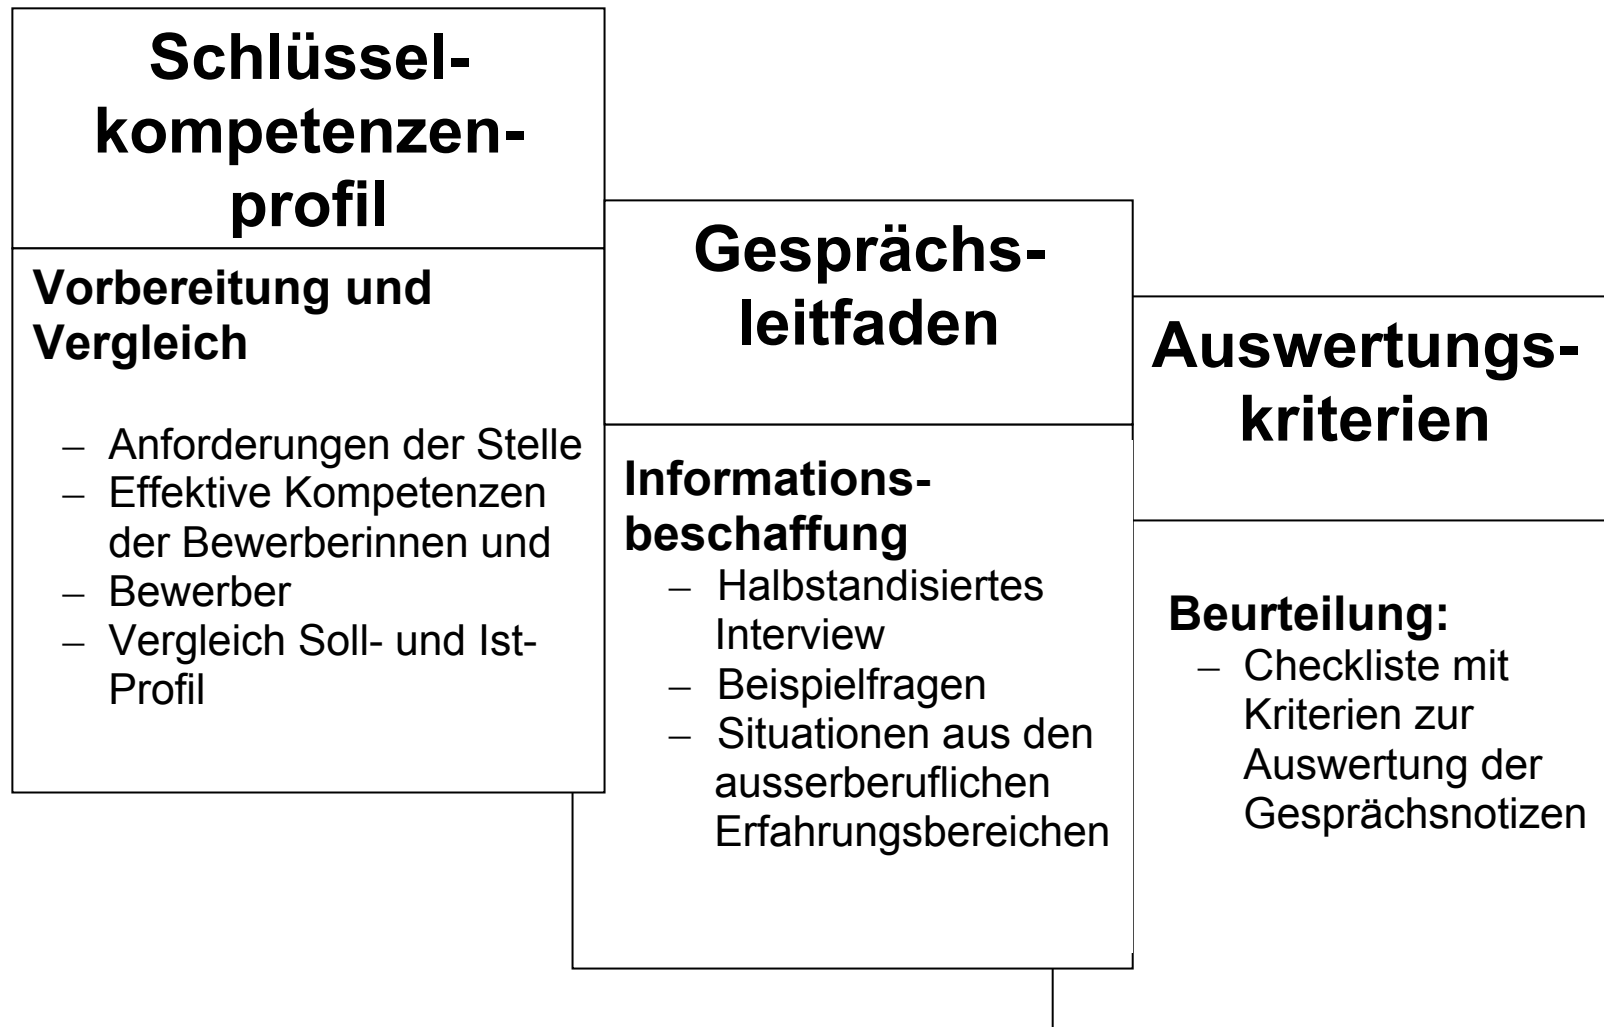 Schlüssel-
kompetenzen-
profil
Vorbereitung und
Vergleich
– Anforderungen der Stelle
– Effektive Kompetenzen
der Bewerberinnen und
– Bewerber
– Vergleich Soll- und Ist-
Profil
Gesprächs-
leitfaden
Informations-
beschaffung
– Halbstandisiertes
Interview
– Beispielfragen
– Situationen aus den
ausserberuflichen
Erfahrungsbereichen
Auswertungs-
kriterien
Beurteilung:
– Checkliste mit
Kriterien zur
Auswertung der
Gesprächsnotizen